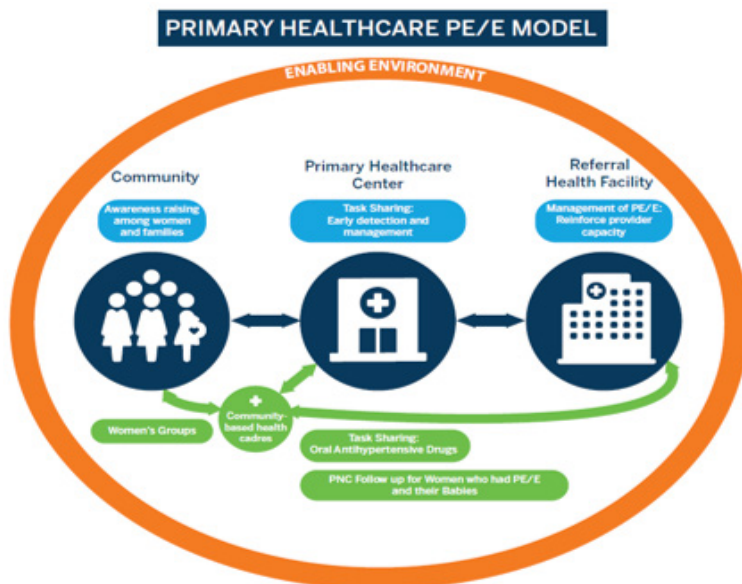 PRIMARY HEALTHCARE PE/E MODEL
ENABLING ENVIRONMENT
Community
Awareness raising
among women
and families
Primary Healthcare
Center
Task Sharing:
Early detection and
management
Referral
Health Facility
Management of PE/E:
Reinforce provider
capacity
Women's Groups
Community-
based health
cadres
Task Sharing:
Oral Antihypertensive Drugs
PNC Follow up for Women who had PE/E
and their Babies